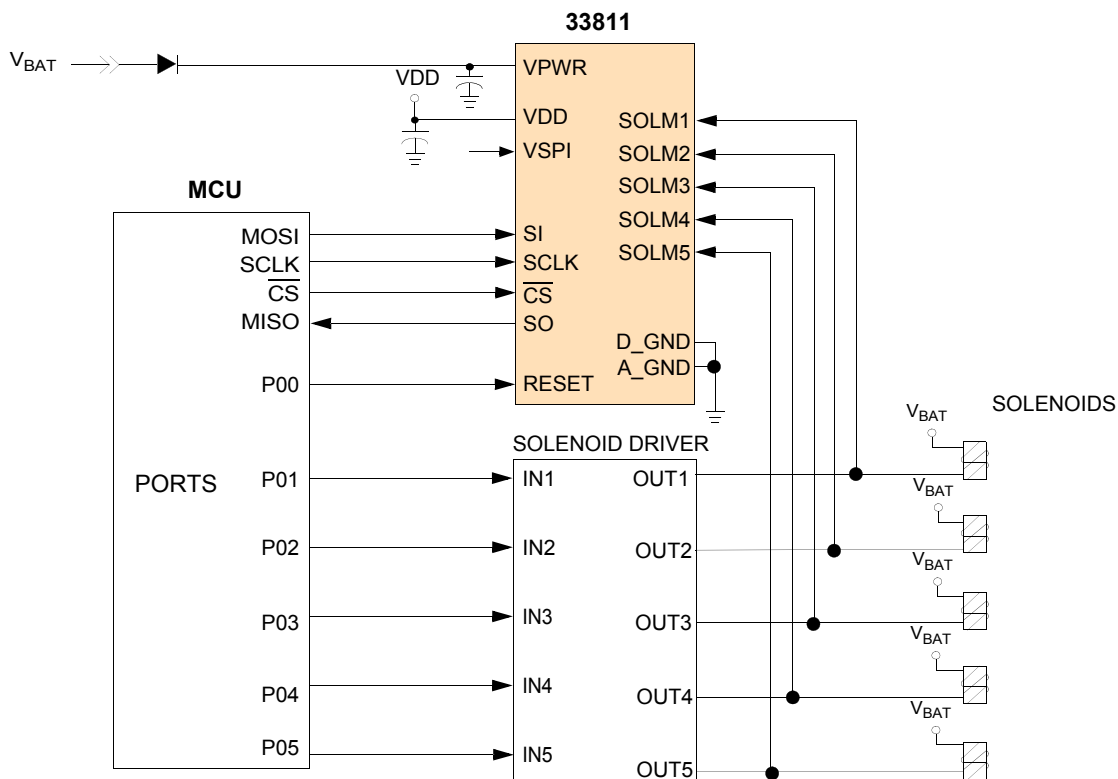 33811
VBAT
VPWR
VDD
VDD
VSPI
SOLM1
SOLM2
SOLM3
SOLM4
SOLM5
MCU
MOSI
SCLK
CS
MISO
P00
SI
SCLK
CS
SO
RESET
D_GND
A_GND
SOLENOIDS
SOLENOID DRIVER
PORTS
P01
P02
P03
P04
P05
IN1
IN2
IN3
IN4
IN5
OUT1
OUT2
OUT3
OUT4
OUT5
VBAT
VBAT
VBAT
VBAT
VBAT